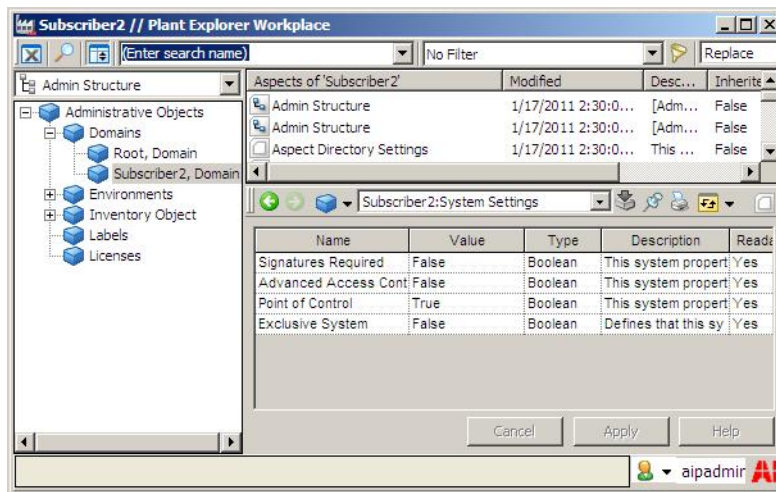 Subscriber2 // Plant Explorer Workplace
(Enter search name) No Filter Replace
Admin Structure
Administrative Objects
Domains
Root, Domain
Subscriber2, Domain
Environments
Inventory Object
Labels
Licenses
Aspects of 'Subscriber2' Modified Desc... Inherite
Admin Structure 1/17/2011 2:30:0... [Adm... False
Admin Structure 1/17/2011 2:30:0... [Adm... False
Aspect Directory Settings 1/17/2011 2:30:0... This ... False
Subscriber2:System Settings
Name Value Type Description Reada
Signatures Required False Boolean This system propert Yes
Advanced Access Cont False Boolean This system propert Yes
Point of Control True Boolean This system propert Yes
Exclusive System False Boolean Defines that this sy Yes
Cancel Apply Help
aipadmin